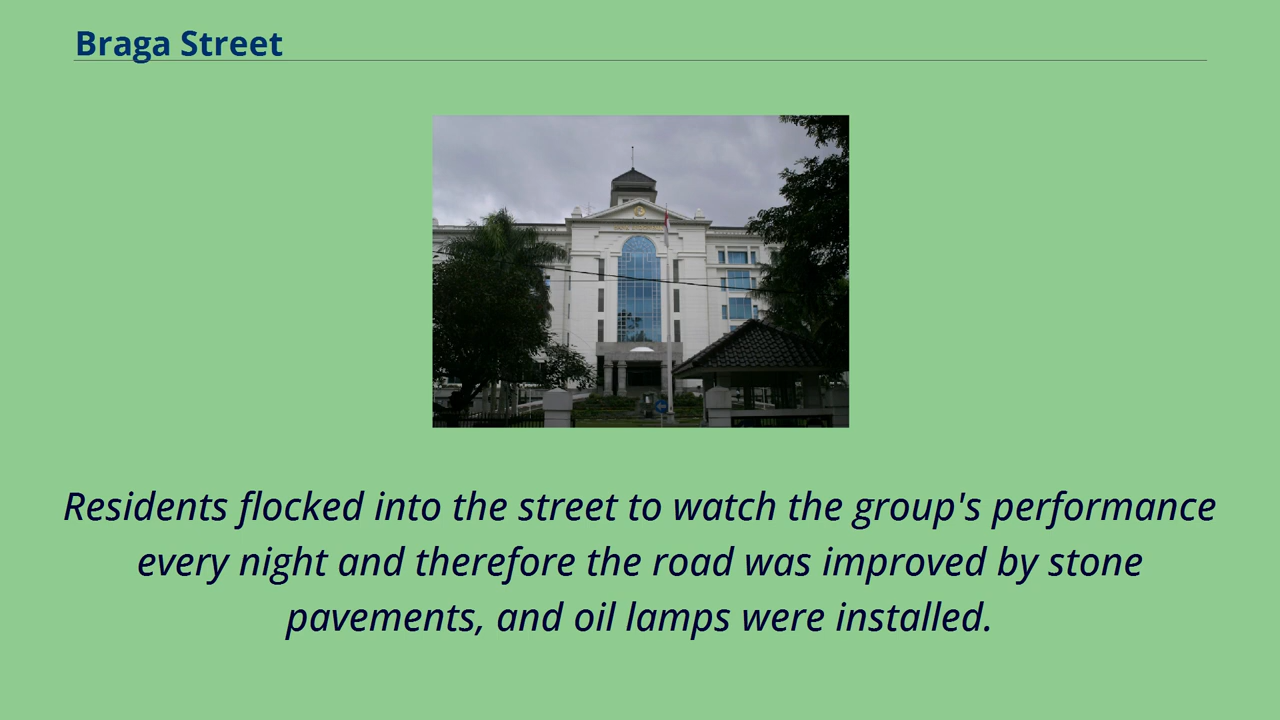 Braga Street
Residents flocked into the street to watch the group's performance
every night and therefore the road was improved by stone
pavements, and oil lamps were installed.